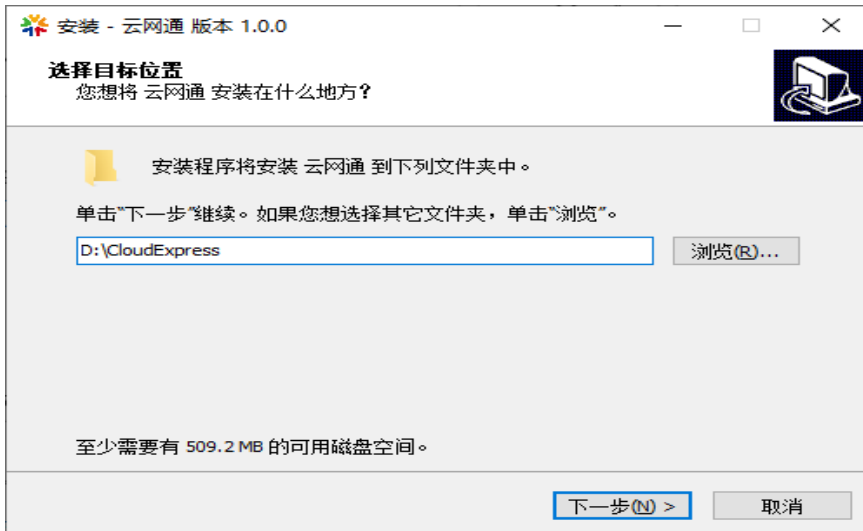 安装 - 云网通 版本 1.0.0
选择目标位置
您想将 云网通 安装在什么地方?
安装程序将安装 云网通 到下列文件夹中。
单击"下一步"继续。如果您想选择其它文件夹，单击"浏览"。
D:\CloudExpress
浏览(R)...
至少需要有 509.2 MB 的可用磁盘空间。
下一步(N) >
取消